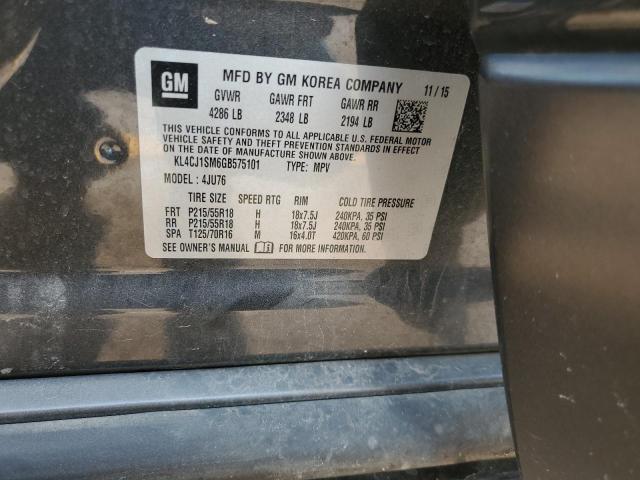 GM MFD BY GM KOREA COMPANY 11/15
GVWR GAWR FRT GAWR RR
4286 LB 2348 LB 2194 LB
THIS VEHICLE CONFORMS TO ALL APPLICABLE U.S. FEDERAL MOTOR
VEHICLE SAFETY AND THEFT PREVENTION STANDARDS IN EFFECT
ON THE DATE OF MANUFACTURE SHOWN ABOVE.
KL4CJ1SM6GB575101 TYPE: MPV
MODEL: 4JU76
TIRE SIZE SPEED RTG RIM COLD TIRE PRESSURE
FRT P215/55R18 H 18x7.5J 240KPA, 35 PSI
RR P215/55R18 H 18x7.5J 240KPA, 35 PSI
SPA T125/70R16 M 16x4.0T 420KPA, 60 PSI
SEE OWNER'S MANUAL FOR MORE INFORMATION.